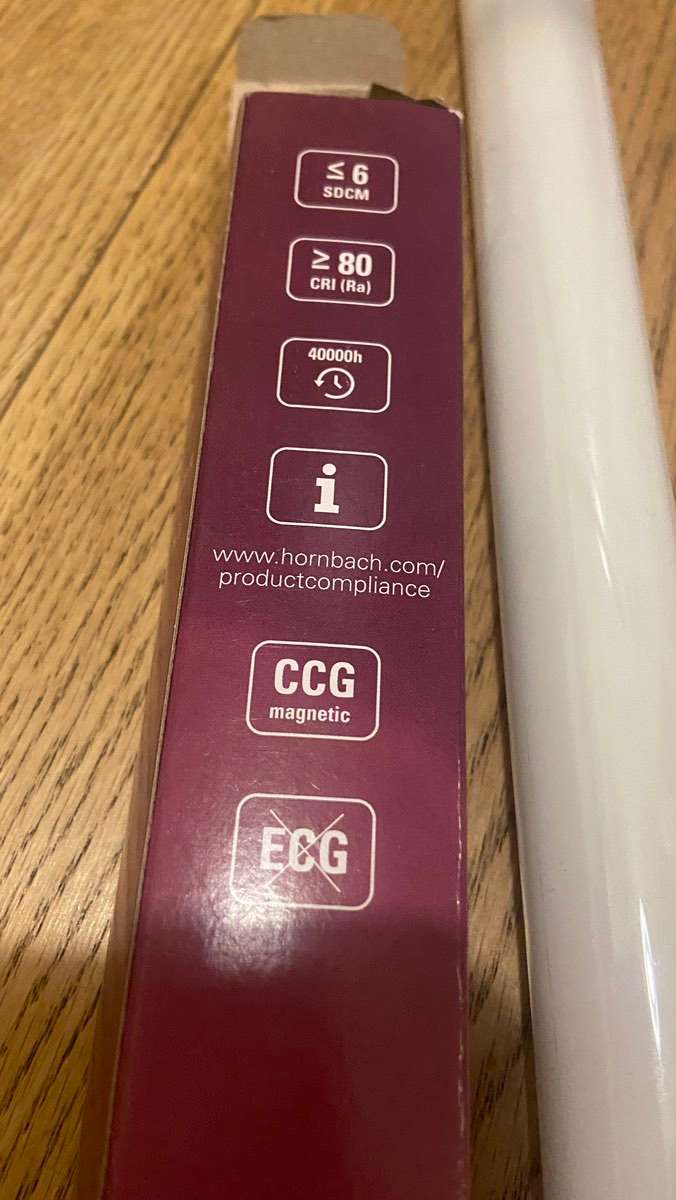 ≤ 6
SDCM
≥ 80
CRI (Ra)
40000h
i
www.hornbach.com/
productcompliance
CCG
magnetic
ECG